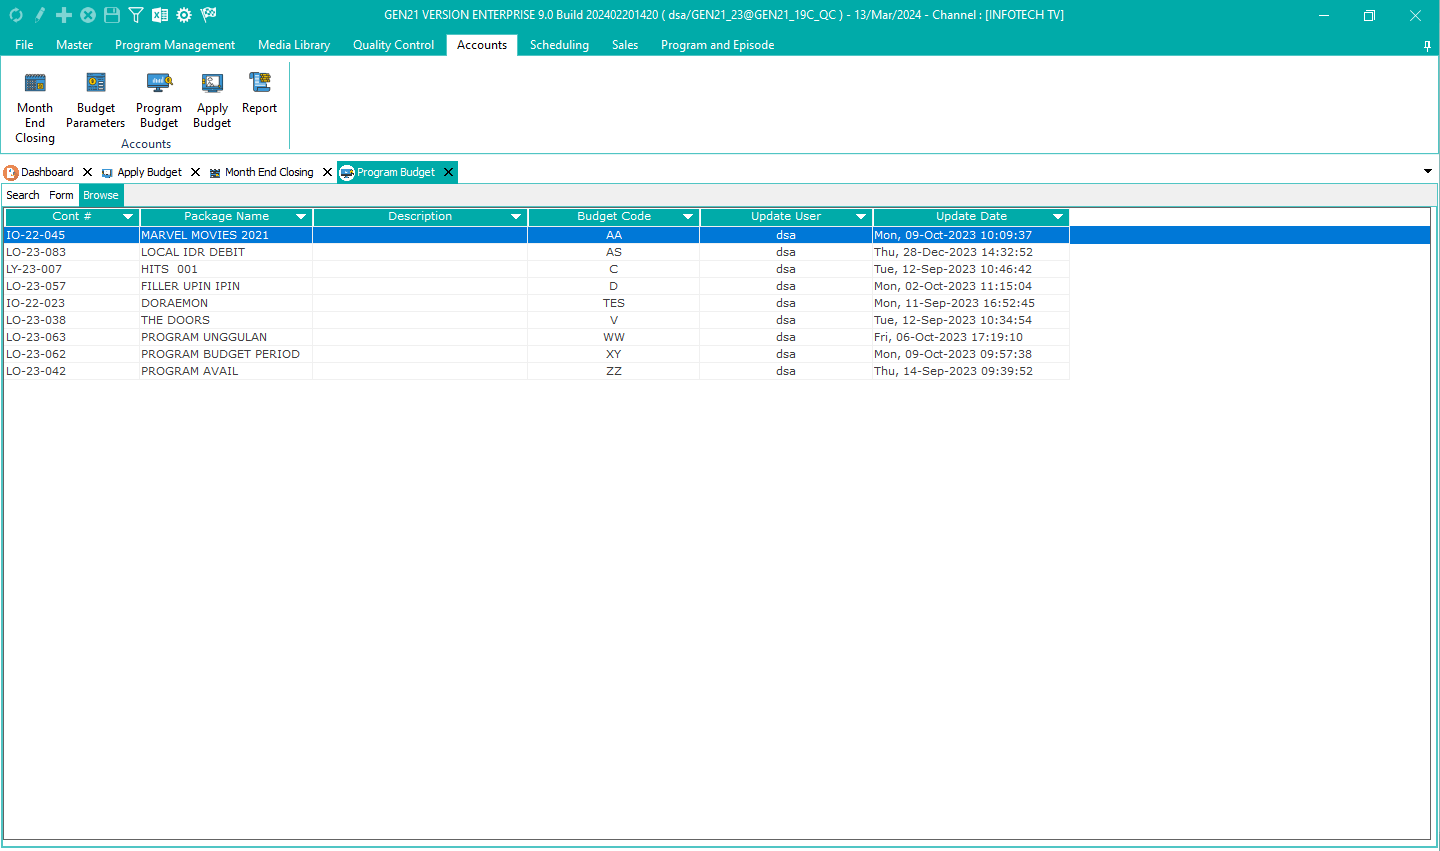 GEN21 VERSION ENTERPRISE 9.0 Build 202402201420 ( dsa/GEN21_23@GEN21_19C_QC ) - 13/Mar/2024 - Channel : [INFOTECH TV]
File Master Program Management Media Library Quality Control Accounts Scheduling Sales Program and Episode
Month End Closing
Budget Parameters
Program Budget
Apply Budget
Report
Accounts
Dashboard Apply Budget Month End Closing Program Budget
Search Form Browse
Cont # Package Name Description Budget Code Update User Update Date
IO-22-045 MARVEL MOVIES 2021 AA dsa Mon, 09-Oct-2023 10:09:37
LO-23-083 LOCAL IDR DEBIT AS dsa Thu, 28-Dec-2023 14:32:52
LY-23-007 HITS  001 C dsa Tue, 12-Sep-2023 10:46:42
LO-23-057 FILLER UPIN IPIN D dsa Mon, 02-Oct-2023 11:15:04
IO-22-023 DORAEMON TES dsa Mon, 11-Sep-2023 16:52:45
LO-23-038 THE DOORS V dsa Tue, 12-Sep-2023 10:34:54
LO-23-063 PROGRAM UNGGULAN WW dsa Fri, 06-Oct-2023 17:19:10
LO-23-062 PROGRAM BUDGET PERIOD XY dsa Mon, 09-Oct-2023 09:57:38
LO-23-042 PROGRAM AVAIL ZZ dsa Thu, 14-Sep-2023 09:39:52